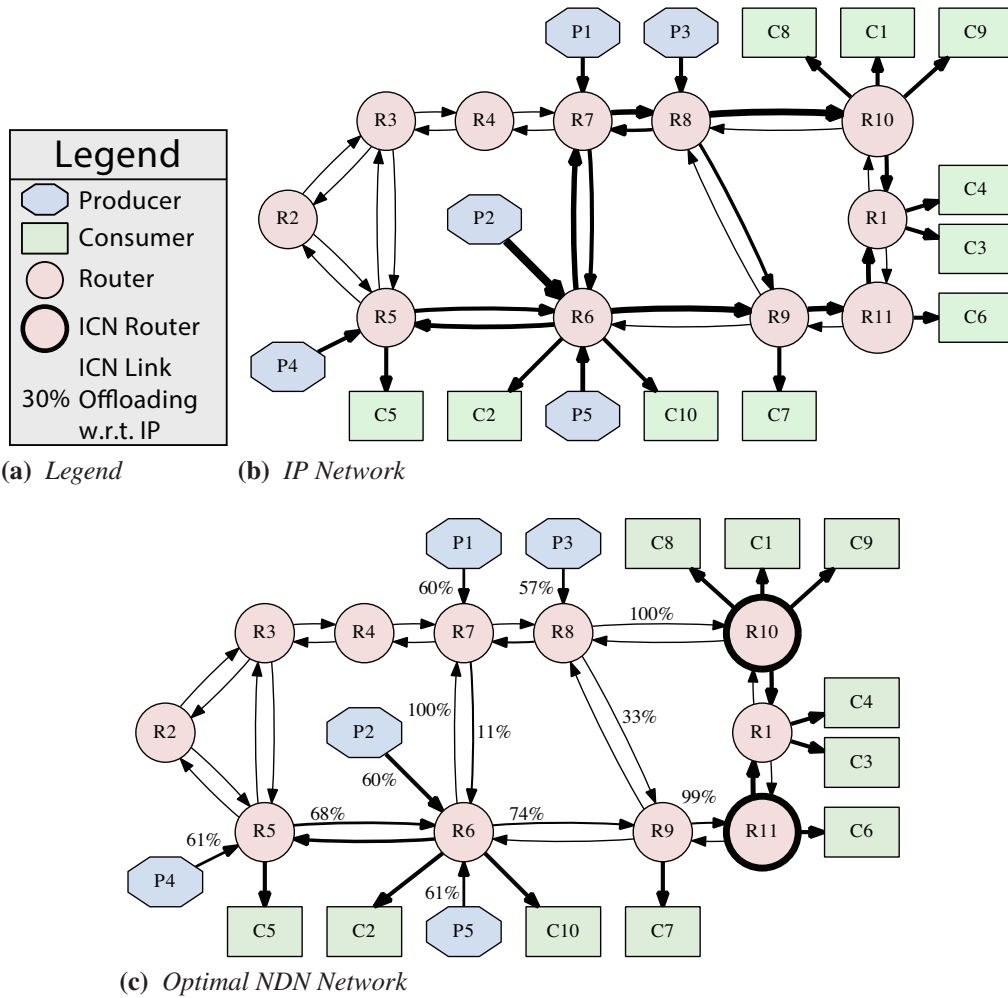 P1
P3
C8
C1
C9
R3
R4
R7
R8
R10
Legend
Producer
Consumer
Router
ICN Router
ICN Link
30% Offloading
w.r.t. IP
C4
R2
P2
R1
C3
R5
R6
R9
R11
C6
P4
C5
C2
P5
C10
C7
(a) Legend
(b) IP Network
P1
P3
C8
C1
C9
60%
57%
100%
R3
R4
R7
R8
R10
C4
100%
33%
R2
P2
11%
R1
C3
60%
99%
68%
74%
R5
R6
R9
R11
C6
61%
P4
61%
C5
C2
P5
C10
C7
(c) Optimal NDN Network